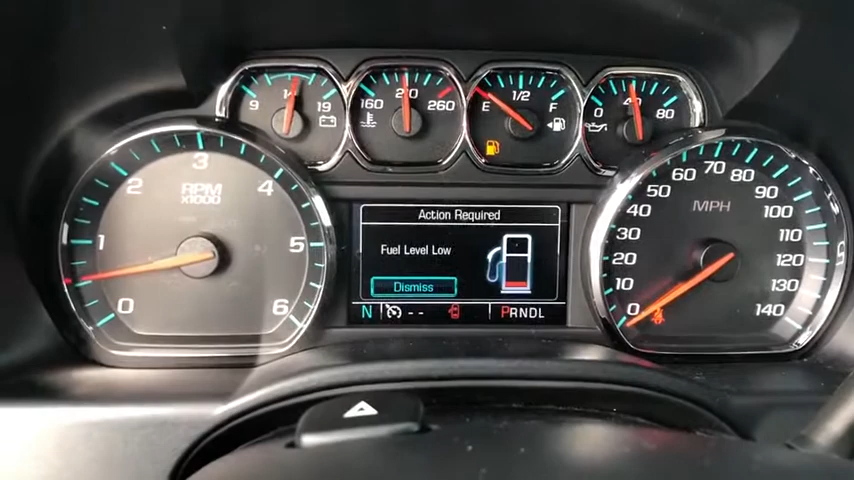 9 14 19
160 210 260
E 1/2 F
0 40 80
0 1 2 3 4 5 6
RPM
X1000
Action Required
Fuel Level Low
Dismiss
N -- PRNDL
MPH
0 10 20 30 40 50 60 70 80 90 100 110 120 130 140